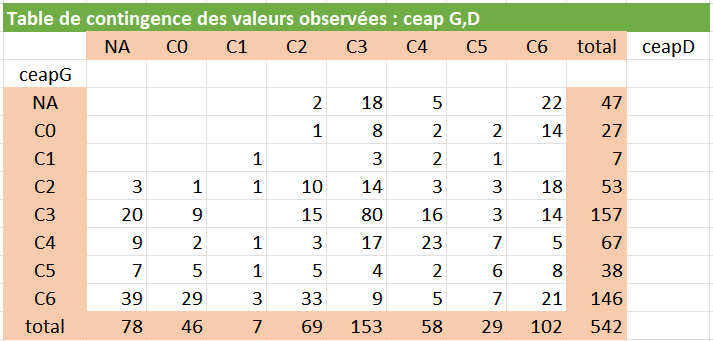 Table de contingence des valeurs observées : ceap G,D
NA C0 C1 C2 C3 C4 C5 C6 total ceapD
ceapG
NA 2 18 5 22 47
C0 1 8 2 2 14 27
C1 1 3 2 1 7
C2 3 1 1 10 14 3 3 18 53
C3 20 9 15 80 16 3 14 157
C4 9 2 1 3 17 23 7 5 67
C5 7 5 1 5 4 2 6 8 38
C6 39 29 3 33 9 5 7 21 146
total 78 46 7 69 153 58 29 102 542